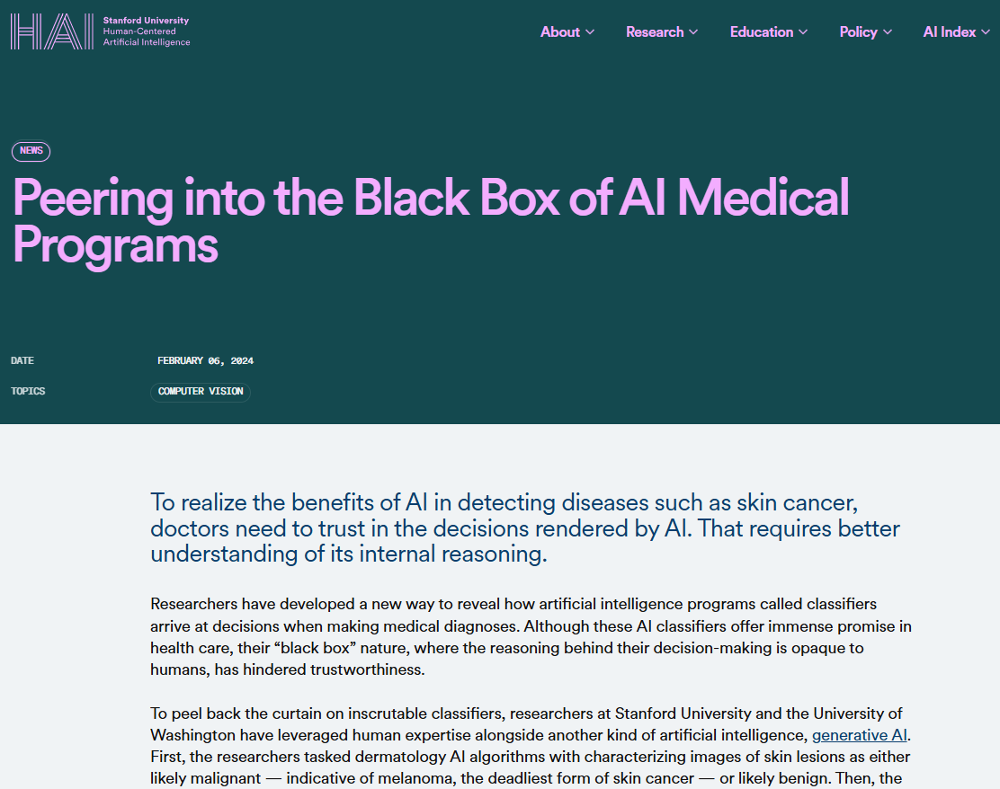 HAI
Stanford University
Human-Centered
Artificial Intelligence
About
Research
Education
Policy
AI Index
NEWS
Peering into the Black Box of AI Medical
Programs
DATE
FEBRUARY 06, 2024
TOPICS
COMPUTER VISION
To realize the benefits of AI in detecting diseases such as skin cancer,
doctors need to trust in the decisions rendered by AI. That requires better
understanding of its internal reasoning.
Researchers have developed a new way to reveal how artificial intelligence programs called classifiers
arrive at decisions when making medical diagnoses. Although these AI classifiers offer immense promise in
health care, their “black box” nature, where the reasoning behind their decision-making is opaque to
humans, has hindered trustworthiness.
To peel back the curtain on inscrutable classifiers, researchers at Stanford University and the University of
Washington have leveraged human expertise alongside another kind of artificial intelligence, generative AI.
First, the researchers tasked dermatology AI algorithms with characterizing images of skin lesions as either
likely malignant — indicative of melanoma, the deadliest form of skin cancer — or likely benign. Then, the